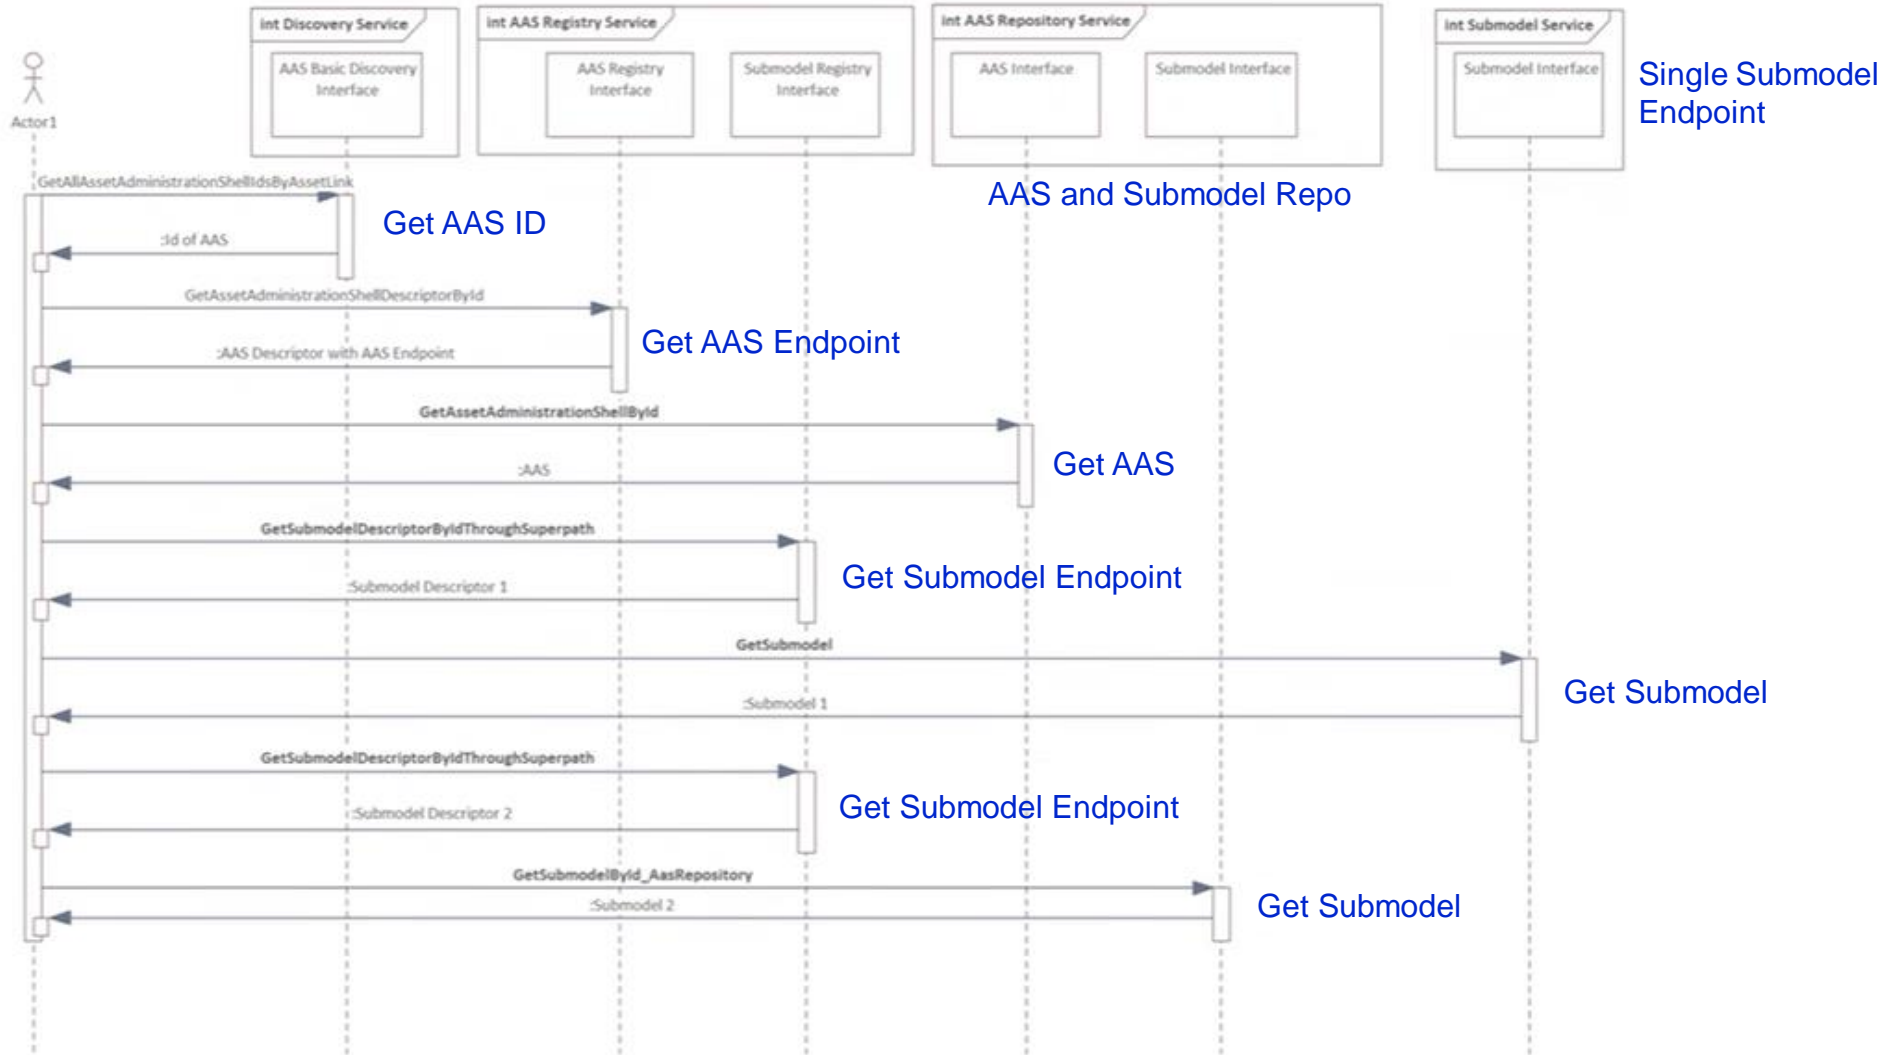 int Discovery Service
int AAS Registry Service
int AAS Repository Service
int Submodel Service
AAS Basic Discovery
Interface
AAS Registry
Interface
Submodel Registry
Interface
AAS Interface
Submodel Interface
Submodel Interface
Single Submodel
Endpoint
Actor1
GetAllAssetAdministrationShellIdsByAssetLink
AAS and Submodel Repo
Get AAS ID
:Id of AAS
GetAssetAdministrationShellDescriptorById
Get AAS Endpoint
:AAS Descriptor with AAS Endpoint
GetAssetAdministrationShellById
Get AAS
:AAS
GetSubmodelDescriptorByIdThroughSuperpath
Get Submodel Endpoint
:Submodel Descriptor 1
GetSubmodel
Get Submodel
:Submodel 1
GetSubmodelDescriptorByIdThroughSuperpath
Get Submodel Endpoint
:Submodel Descriptor 2
GetSubmodelById_AasRepository
:Submodel 2
Get Submodel